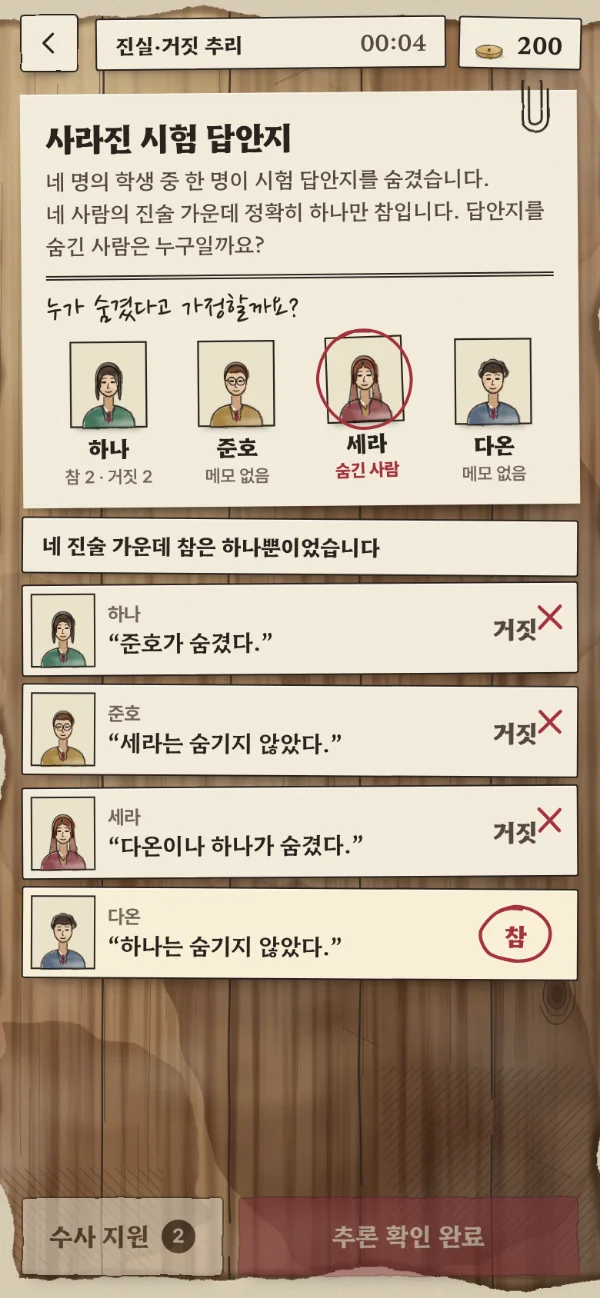 진실·거짓 추리
00:04
200
사라진 시험 답안지
네 명의 학생 중 한 명이 시험 답안지를 숨겼습니다.
네 사람의 진술 가운데 정확히 하나만 참입니다. 답안지를
숨긴 사람은 누구일까요?
누가 숨겼다고 가정할까요?
하나 준호 세라 다온
참 2 · 거짓 2 메모 없음 숨긴 사람 메모 없음
네 진술 가운데 참은 하나뿐이었습니다
하나
“준호가 숨겼다.” 거짓
준호
“세라는 숨기지 않았다.” 거짓
세라
“다온이나 하나가 숨겼다.” 거짓
다온
“하나는 숨기지 않았다.” 참
수사 지원 2 추론 확인 완료